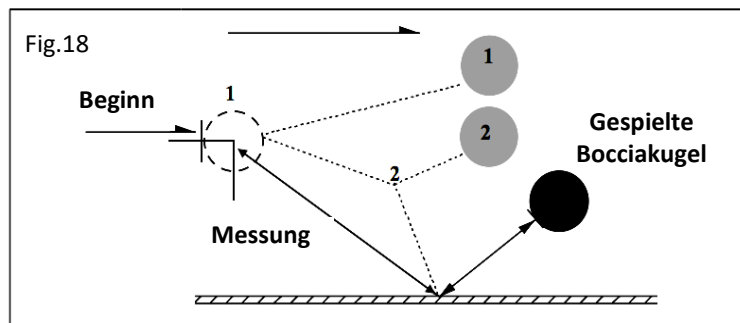 Fig.18
1
1
Beginn
2
Gespielte
Bocciakugel
2
Messung